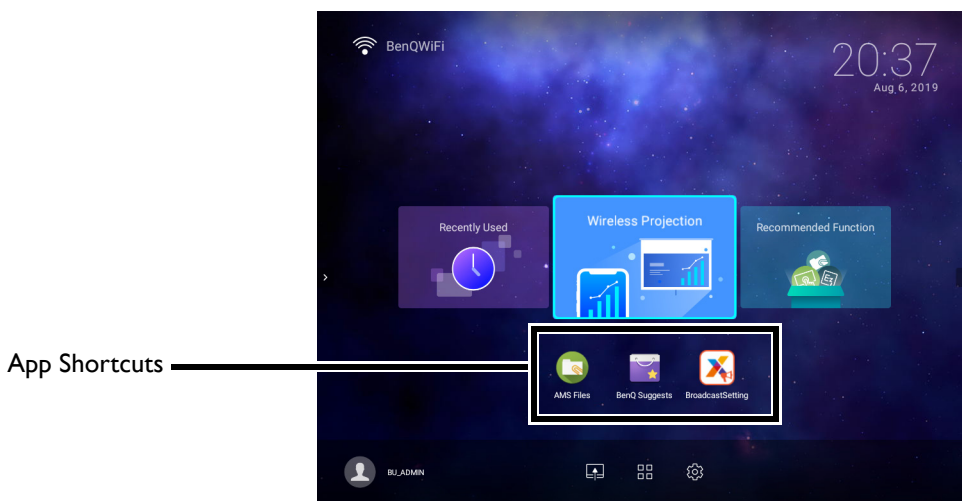 BenQWiFi
20:37
Aug 6, 2019
Recently Used
Wireless Projection
Recommended Function
App Shortcuts
AMS Files
BenQ Suggests
BroadcastSetting
BU_ADMIN